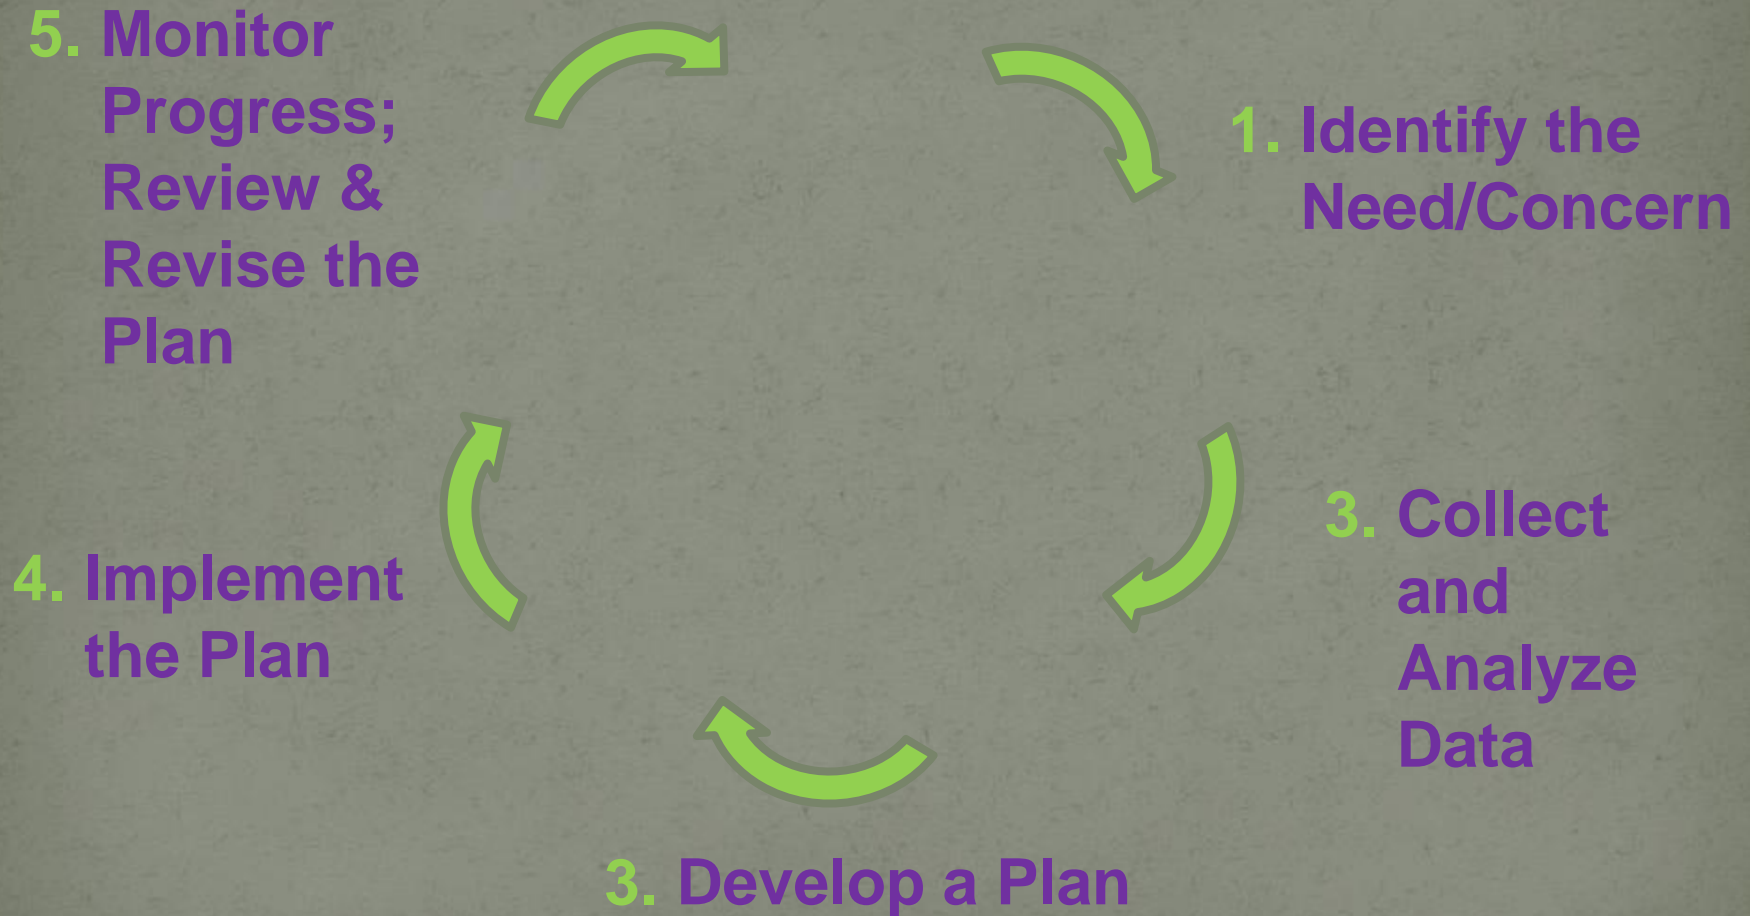 1. Identify the
Need/Concern
3. Collect
and
Analyze
Data
3. Develop a Plan
4. Implement
the Plan
5. Monitor
Progress;
Review &
Revise the
Plan